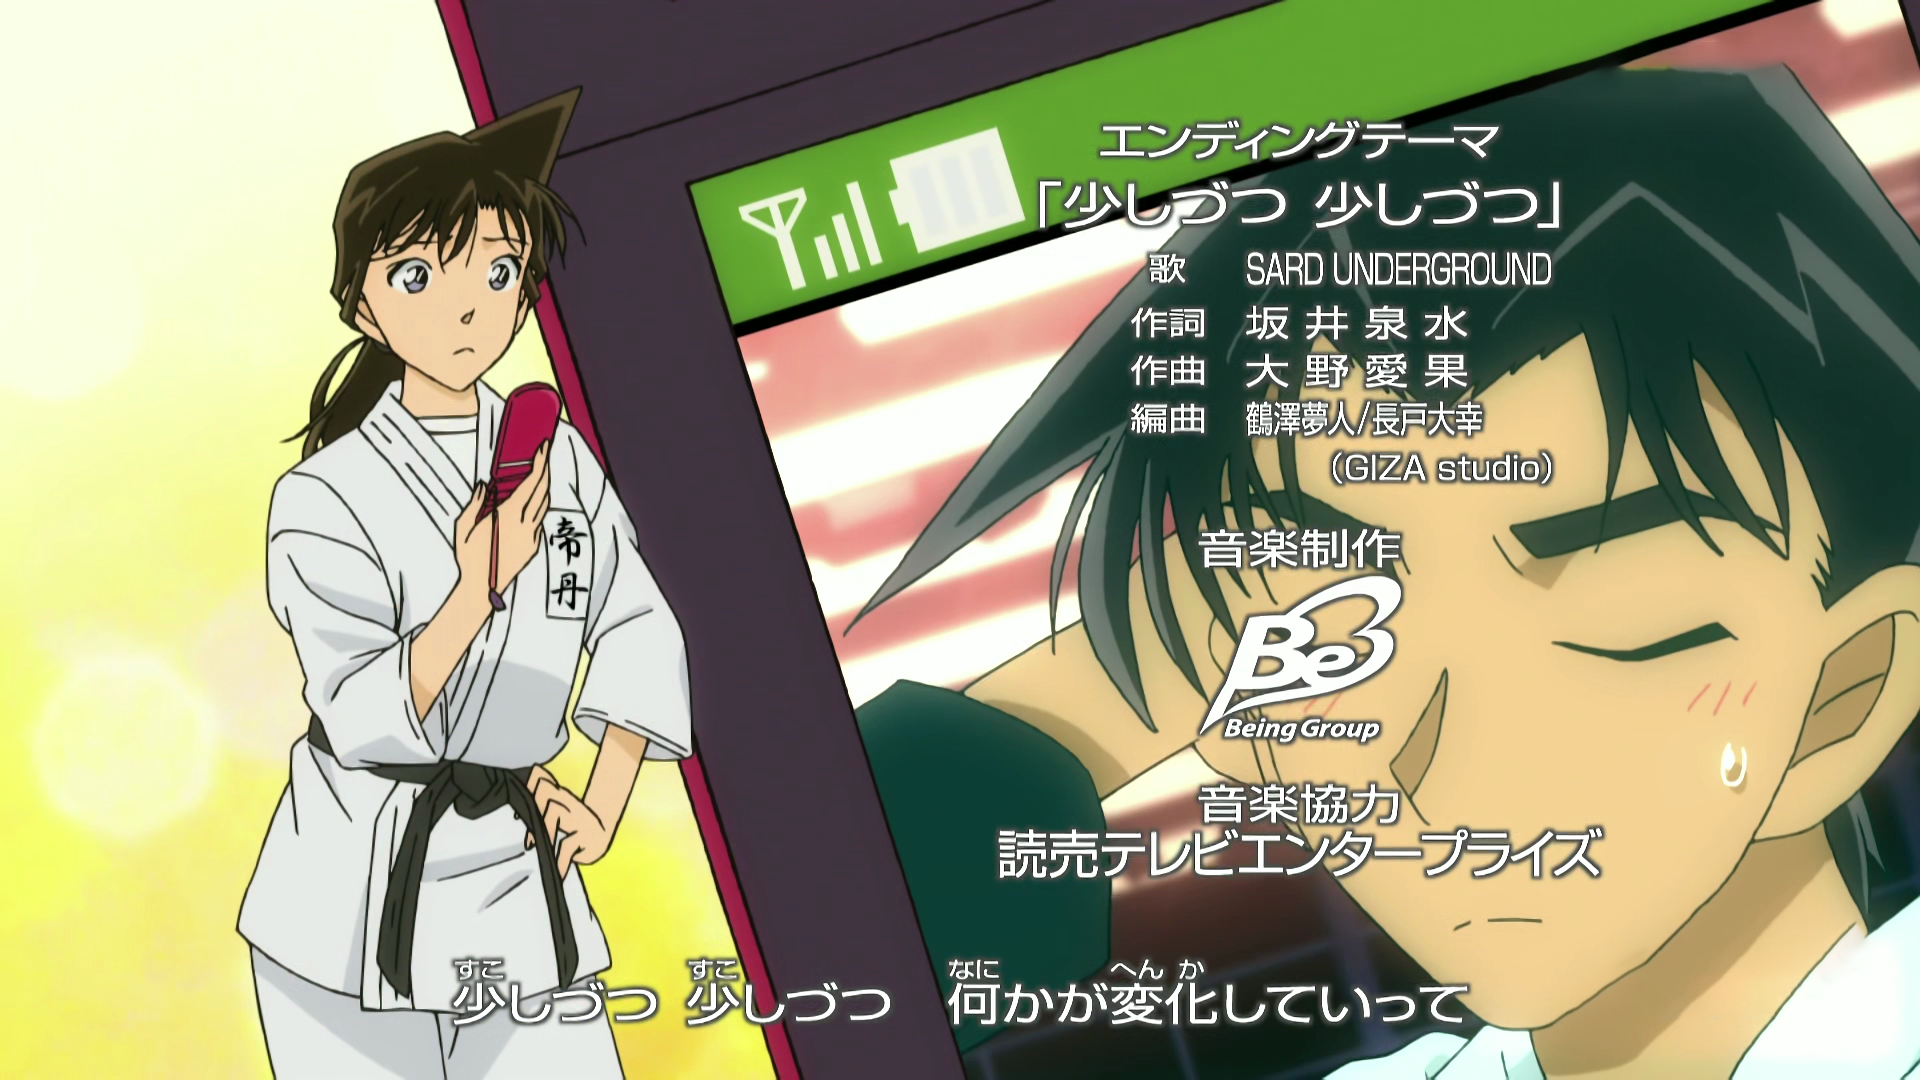 エンディングテーマ
「少しづつ 少しづつ」
歌 SARD UNDERGROUND
作詞 坂井泉水
作曲 大野愛果
編曲 鶴澤夢人/長戸大幸
(GIZA studio)
音楽制作
Be
Being Group
音楽協力
読売テレビエンタープライズ
帝丹
すこ すこ なに へん か
少しづつ 少しづつ 何かが変化していって